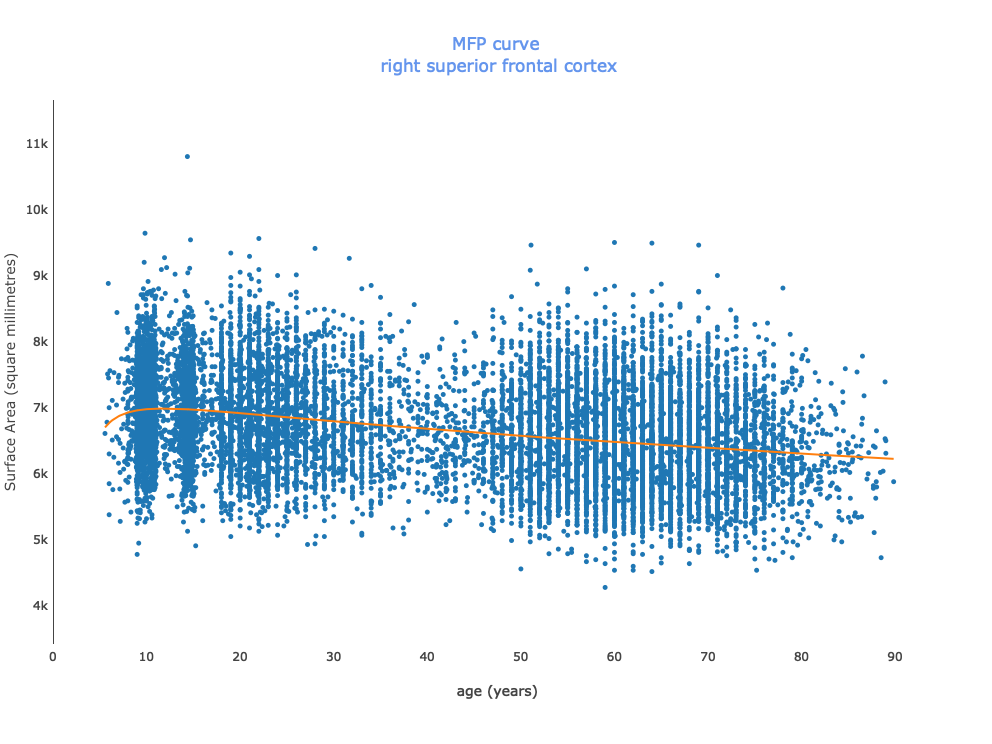 MFP curve
right superior frontal cortex
Surface Area (square millimetres)
11k
10k
9k
8k
7k
6k
5k
4k
0 10 20 30 40 50 60 70 80 90
age (years)